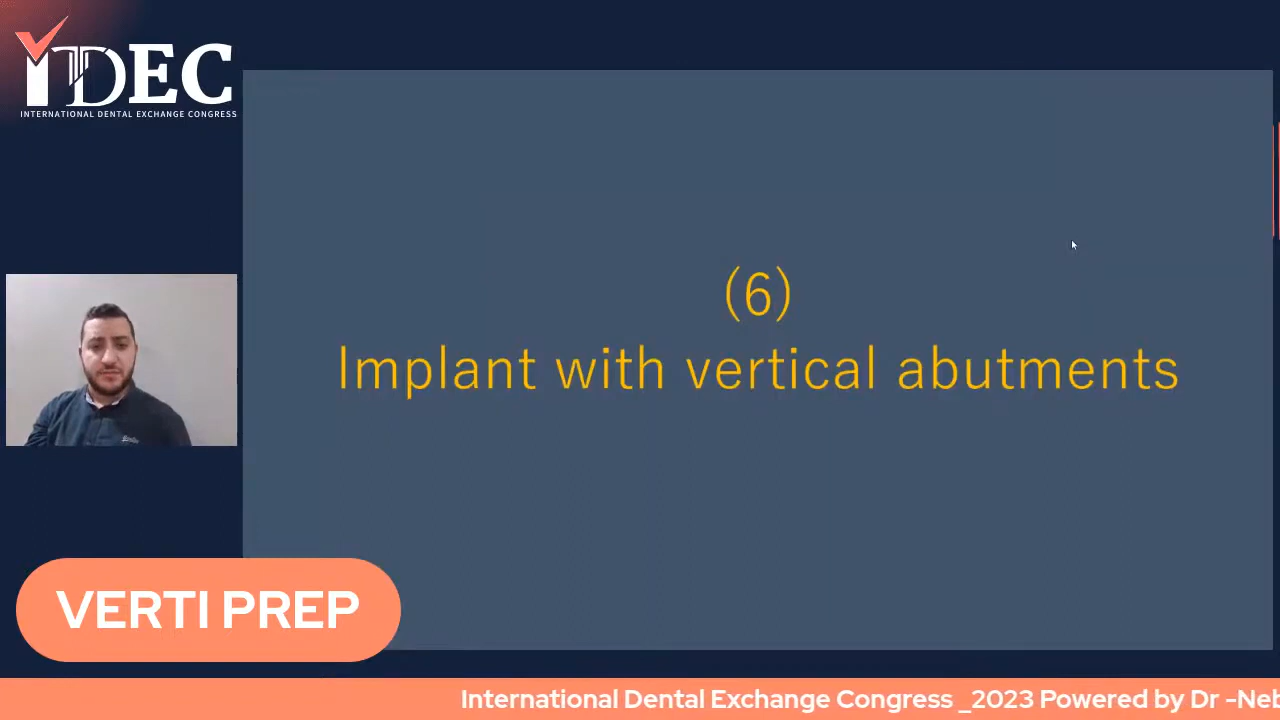 IDEC
INTERNATIONAL DENTAL EXCHANGE CONGRESS
(6)
Implant with vertical abutments
VERTI PREP
International Dental Exchange Congress _2023 Powered by Dr -Neb